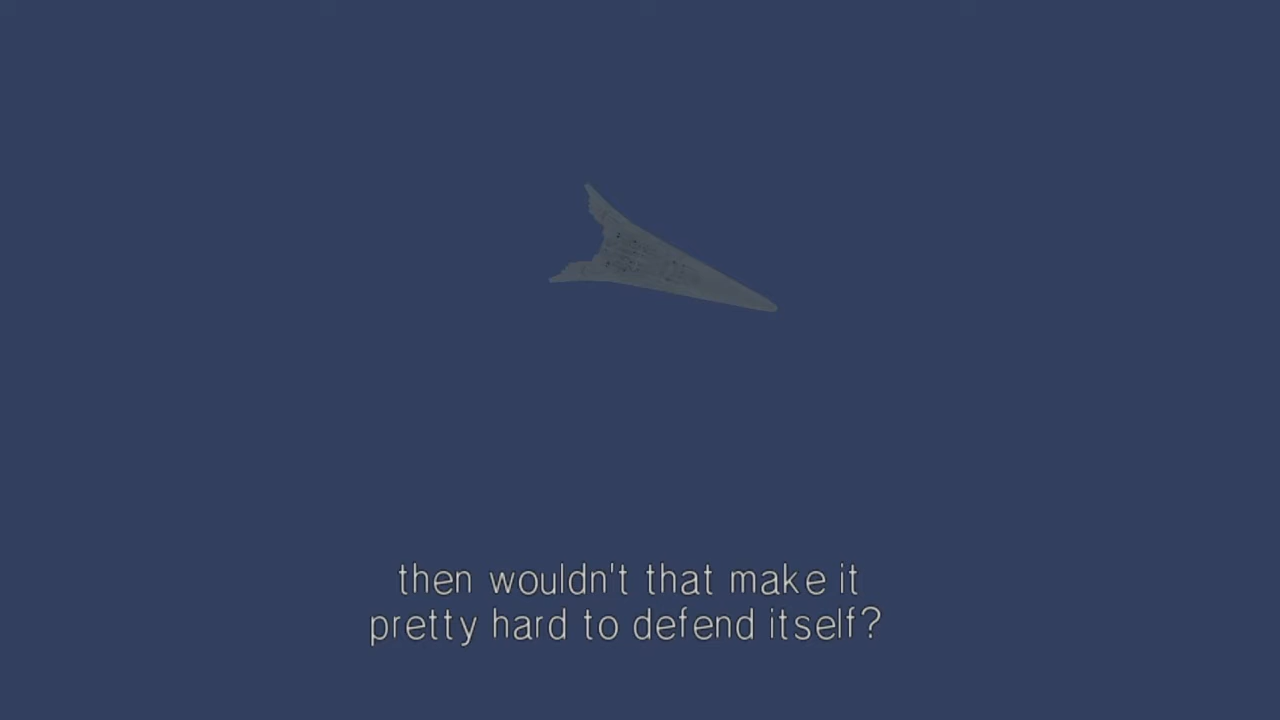 then wouldn't that make it
pretty hard to defend itself?